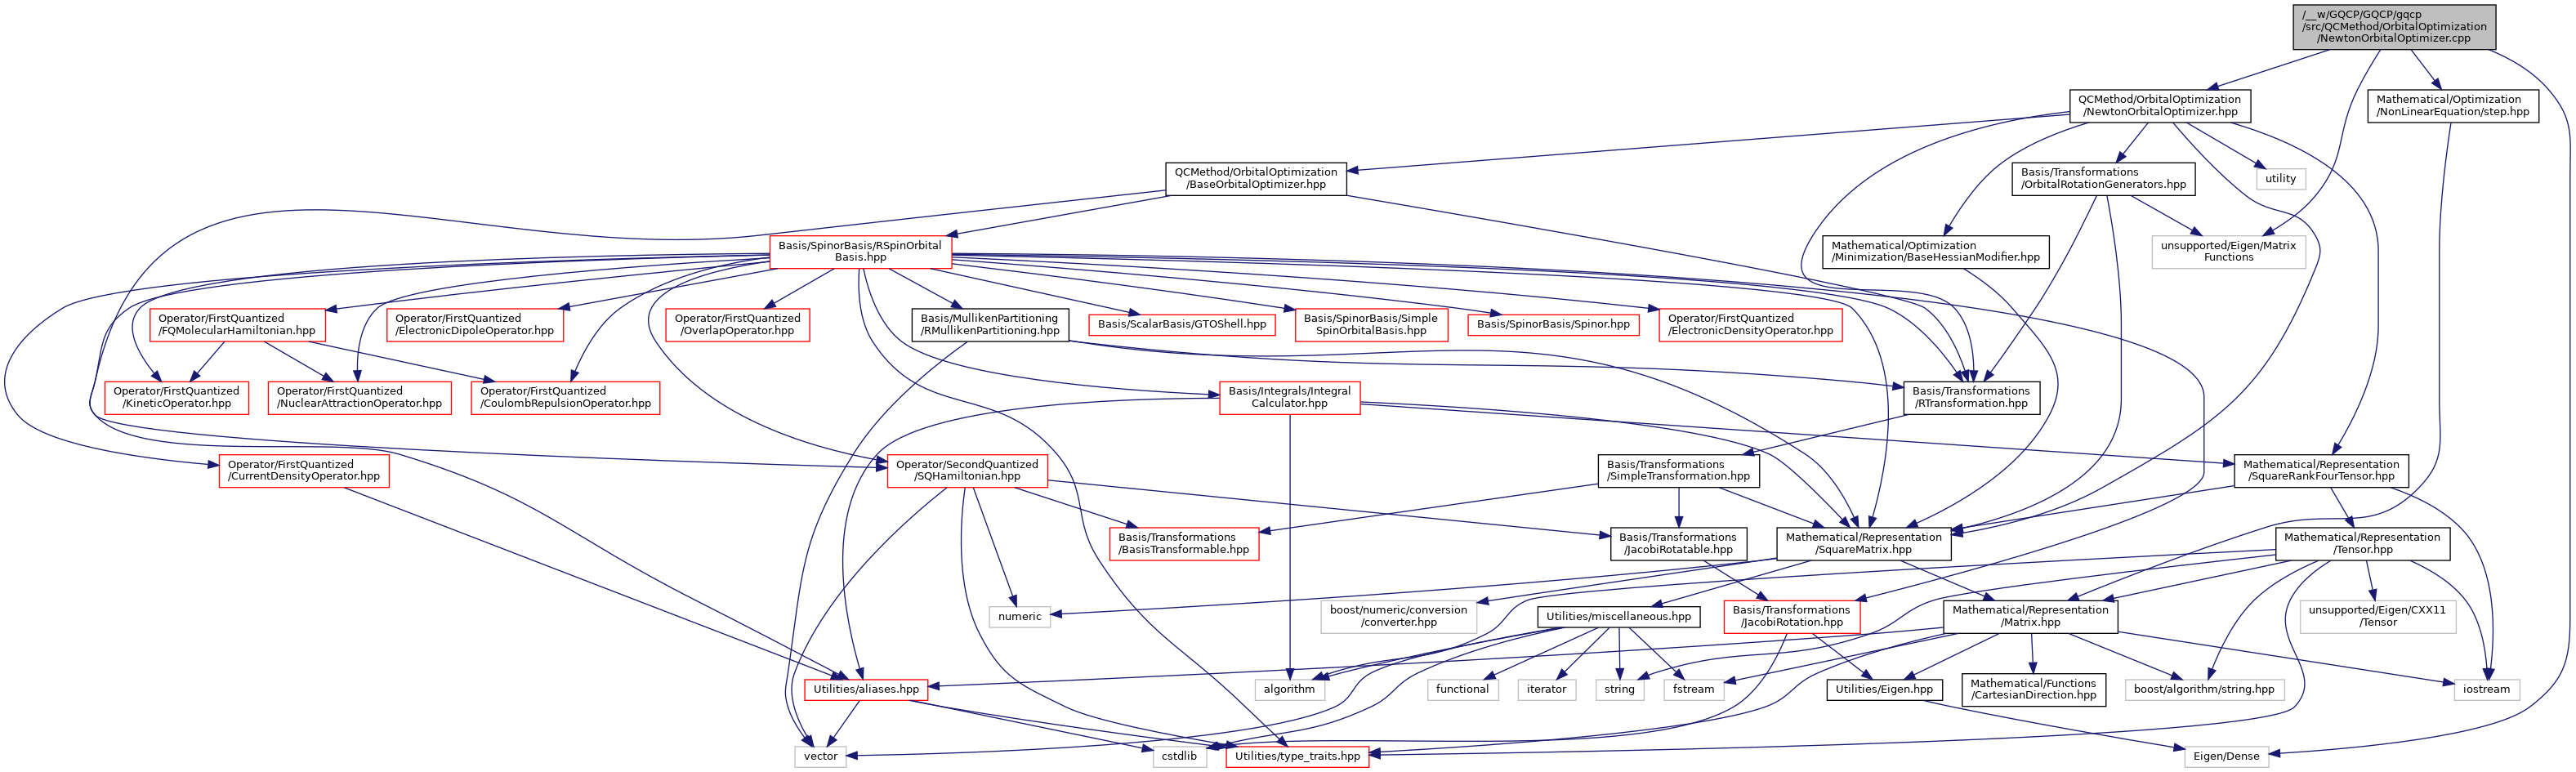 /__w/GQCP/GQCP/gqcp
/src/QCMethod/OrbitalOptimization
/NewtonOrbitalOptimizer.cpp
QCMethod/OrbitalOptimization
/NewtonOrbitalOptimizer.hpp
Mathematical/Optimization
/NonLinearEquation/step.hpp
QCMethod/OrbitalOptimization
/BaseOrbitalOptimizer.hpp
Basis/Transformations
/OrbitalRotationGenerators.hpp
utility
Basis/SpinorBasis/RSpinOrbital
Basis.hpp
Mathematical/Optimization
/Minimization/BaseHessianModifier.hpp
unsupported/Eigen/Matrix
Functions
Operator/FirstQuantized
/FQMolecularHamiltonian.hpp
Operator/FirstQuantized
/ElectronicDipoleOperator.hpp
Operator/FirstQuantized
/OverlapOperator.hpp
Basis/MullikenPartitioning
/RMullikenPartitioning.hpp
Basis/ScalarBasis/GTOShell.hpp
Basis/SpinorBasis/Simple
SpinOrbitalBasis.hpp
Basis/SpinorBasis/Spinor.hpp
Operator/FirstQuantized
/ElectronicDensityOperator.hpp
Operator/FirstQuantized
/KineticOperator.hpp
Operator/FirstQuantized
/NuclearAttractionOperator.hpp
Operator/FirstQuantized
/CoulombRepulsionOperator.hpp
Basis/Integrals/Integral
Calculator.hpp
Basis/Transformations
/RTransformation.hpp
Operator/FirstQuantized
/CurrentDensityOperator.hpp
Operator/SecondQuantized
/SQHamiltonian.hpp
Basis/Transformations
/SimpleTransformation.hpp
Mathematical/Representation
/SquareRankFourTensor.hpp
Basis/Transformations
/BasisTransformable.hpp
Basis/Transformations
/JacobiRotatable.hpp
Mathematical/Representation
/SquareMatrix.hpp
Mathematical/Representation
/Tensor.hpp
numeric
boost/numeric/conversion
/converter.hpp
Utilities/miscellaneous.hpp
Basis/Transformations
/JacobiRotation.hpp
Mathematical/Representation
/Matrix.hpp
unsupported/Eigen/CXX11
/Tensor
Utilities/aliases.hpp
algorithm
functional
iterator
string
fstream
Utilities/Eigen.hpp
Mathematical/Functions
/CartesianDirection.hpp
boost/algorithm/string.hpp
iostream
vector
cstdlib
Utilities/type_traits.hpp
Eigen/Dense